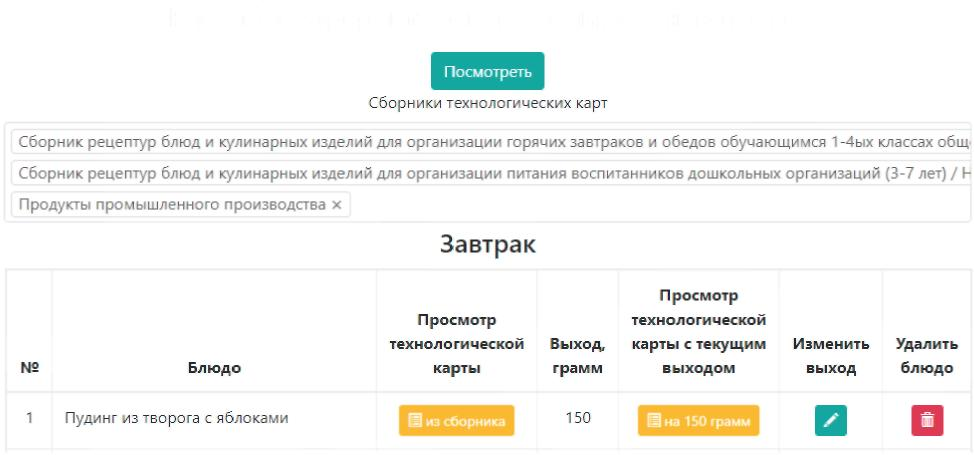 Посмотреть
Сборники технологических карт
Сборник рецептур блюд и кулинарных изделий для организации горячих завтраков и обедов обучающимся 1-4ых классах общ
Сборник рецептур блюд и кулинарных изделий для организации питания воспитанников дошкольных организаций (3-7 лет) / Н
Продукты промышленного производства ×
Завтрак
№ Блюдо Просмотр технологической карты Выход, грамм Просмотр технологической карты с текущим выходом Изменить выход Удалить блюдо
1 Пудинг из творога с яблоками из сборника 150 на 150 грамм